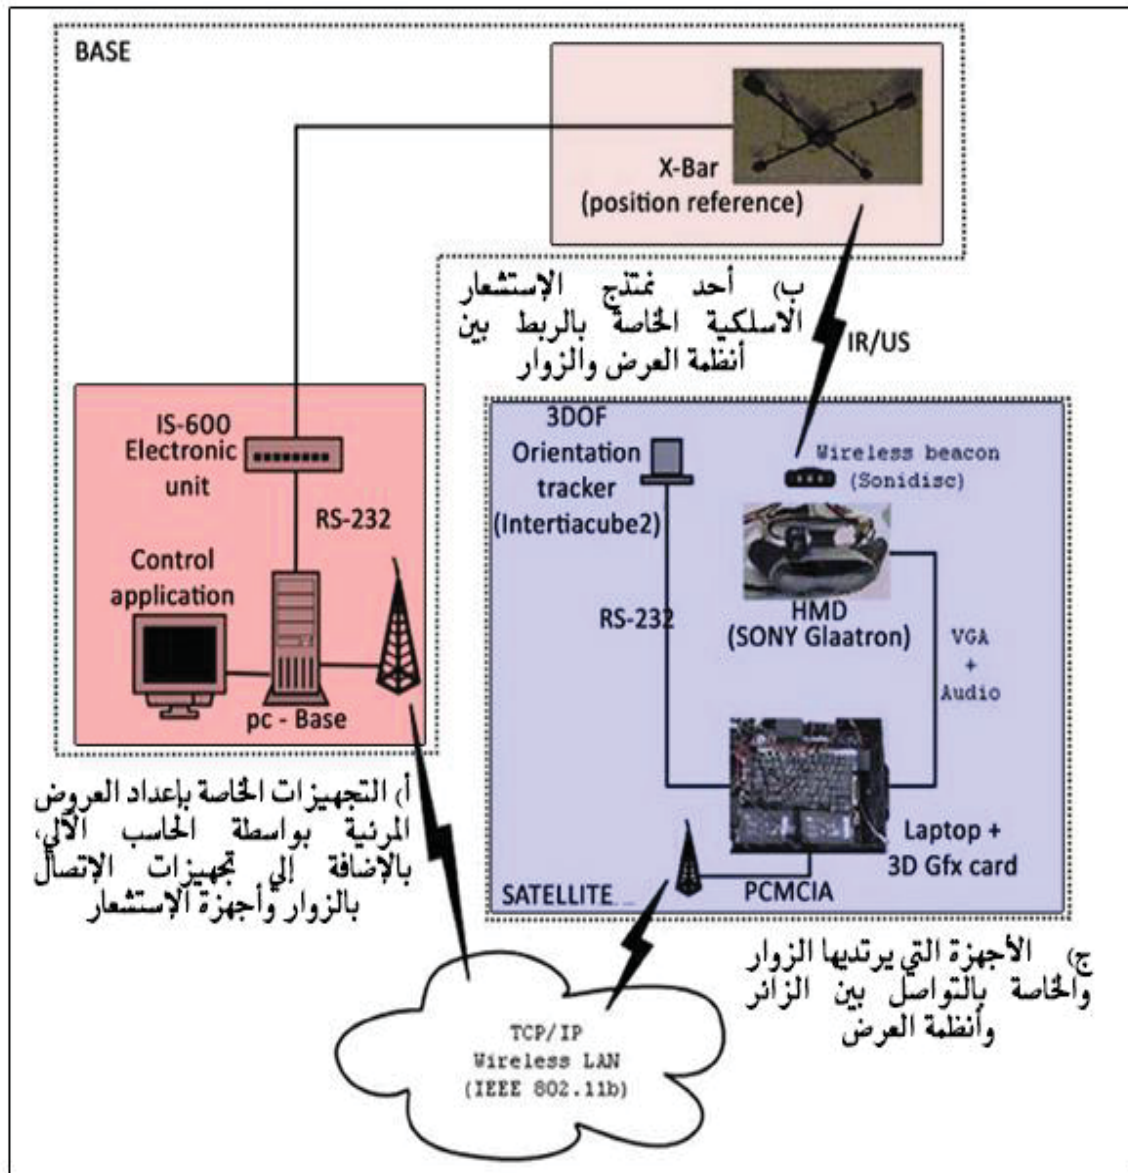 BASE
X-Bar
(position reference)
ب) أحد نمتذج الإستشعار
الاسلكية الخاصة بالربط بين
أنظمة العرض والزوار
IR/US
IS-600
Electronic
unit
RS-232
Control
application
pc - Base
3DOF
Orientation
tracker
(Intertiacube2)
Wireless beacon
(Sonidisc)
RS-232
HMD
(SONY Glaatron)
VGA
+
Audio
Laptop +
3D Gfx card
PCMCIA
SATELLITE
أ) التجهيزات الخاصة بإعداد العروض
المرئية بواسطة الحاسب الآلي،
بالإضافة إلي تجهيزات الإتصال
بالزوار وأجهزة الإستشعار
ج) الأجهزة التي يرتديها الزوار
والخاصة بالتواصل بين الزائر
وأنظمة العرض
TCP/IP
Wireless LAN
(IEEE 802.11b)